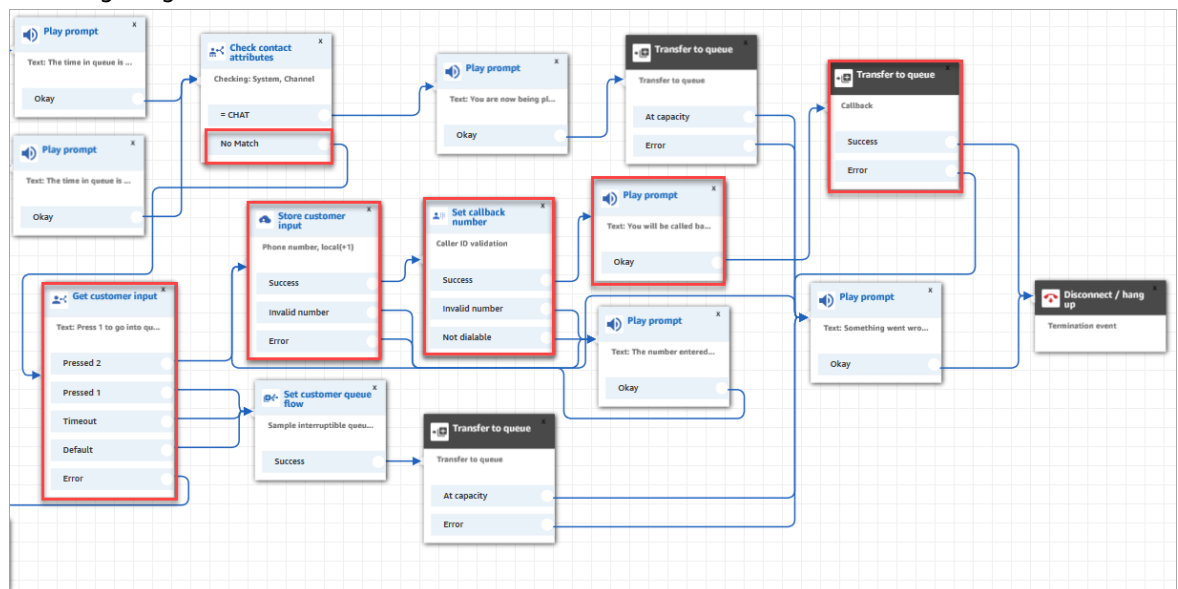 Play prompt
x
Text: The time in queue is ...
Okay
Check contact
attributes
x
Checking: System, Channel
= CHAT
No Match
Play prompt
x
Text: You are now being pl...
Okay
Transfer to queue
x
Transfer to queue
At capacity
Error
Transfer to queue
x
Callback
Success
Error
Play prompt
x
Text: The time in queue is ...
Okay
Store customer
input
x
Phone number, local(+1)
Success
Invalid number
Error
Set callback
number
x
Caller ID validation
Success
Invalid number
Not dialable
Play prompt
x
Text: You will be called ba...
Okay
Get customer input
x
Text: Press 1 to go into qu...
Pressed 2
Pressed 1
Timeout
Default
Error
Play prompt
x
Text: The number entered...
Okay
Play prompt
x
Text: Something went wro...
Okay
Disconnect / hang
up
x
Termination event
Set customer queue
flow
x
Sample interruptible queu...
Success
Transfer to queue
x
Transfer to queue
At capacity
Error